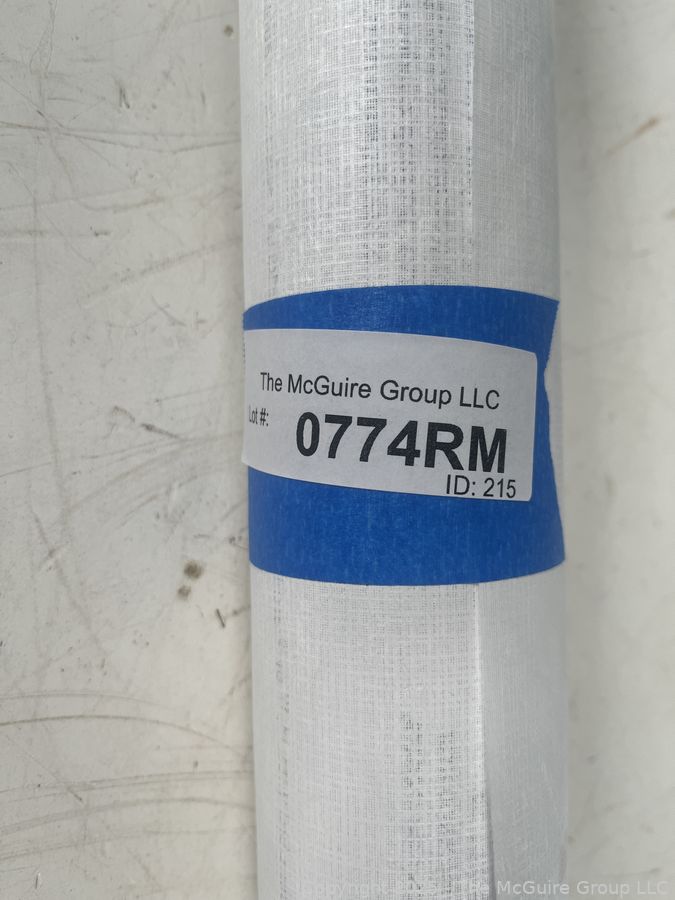 The McGuire Group LLC
Lot #:
0774RM
ID: 215
The McGuire Group LLC